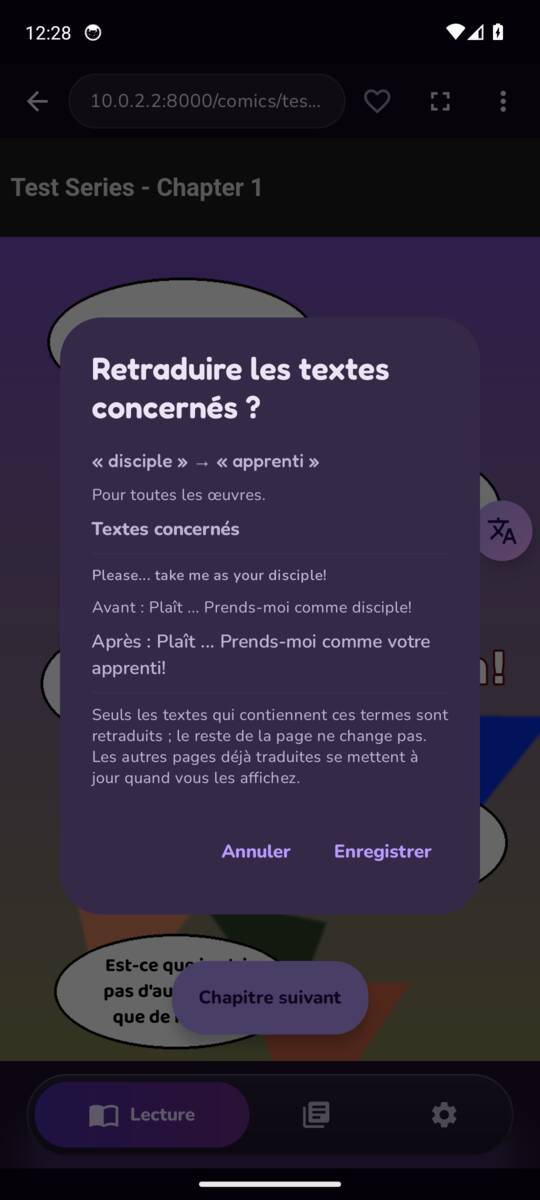 12:28
10.0.2.2:8000/comics/tes...
Test Series - Chapter 1
Retraduire les textes
concernés ?
« disciple » → « apprenti »
Pour toutes les œuvres.
Textes concernés
Please... take me as your disciple!
Avant : Plaît ... Prends-moi comme disciple!
Après : Plaît ... Prends-moi comme votre
apprenti!
Seuls les textes qui contiennent ces termes sont
retraduits ; le reste de la page ne change pas.
Les autres pages déjà traduites se mettent à
jour quand vous les affichez.
Annuler Enregistrer
Est-ce que
pas d'au
que de
Chapitre suivant
Lecture